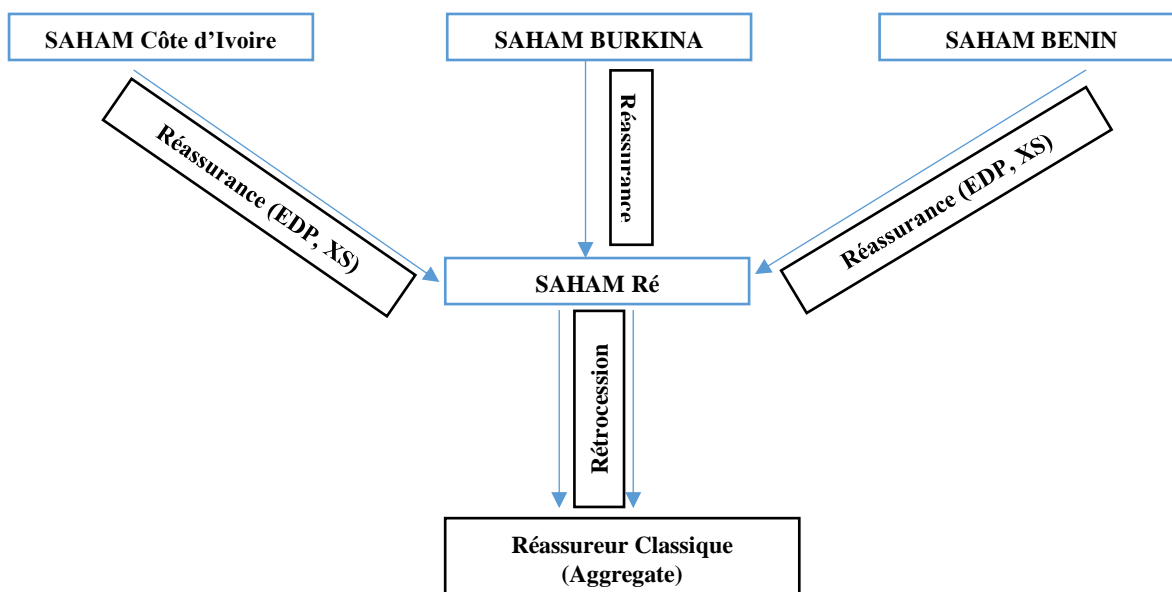 SAHAM Côte d’Ivoire
SAHAM BURKINA
SAHAM BENIN
Réassurance (EDP, XS)
Réassurance
Réassurance (EDP, XS)
SAHAM Ré
Rétrocession
Réassureur Classique
(Aggregate)